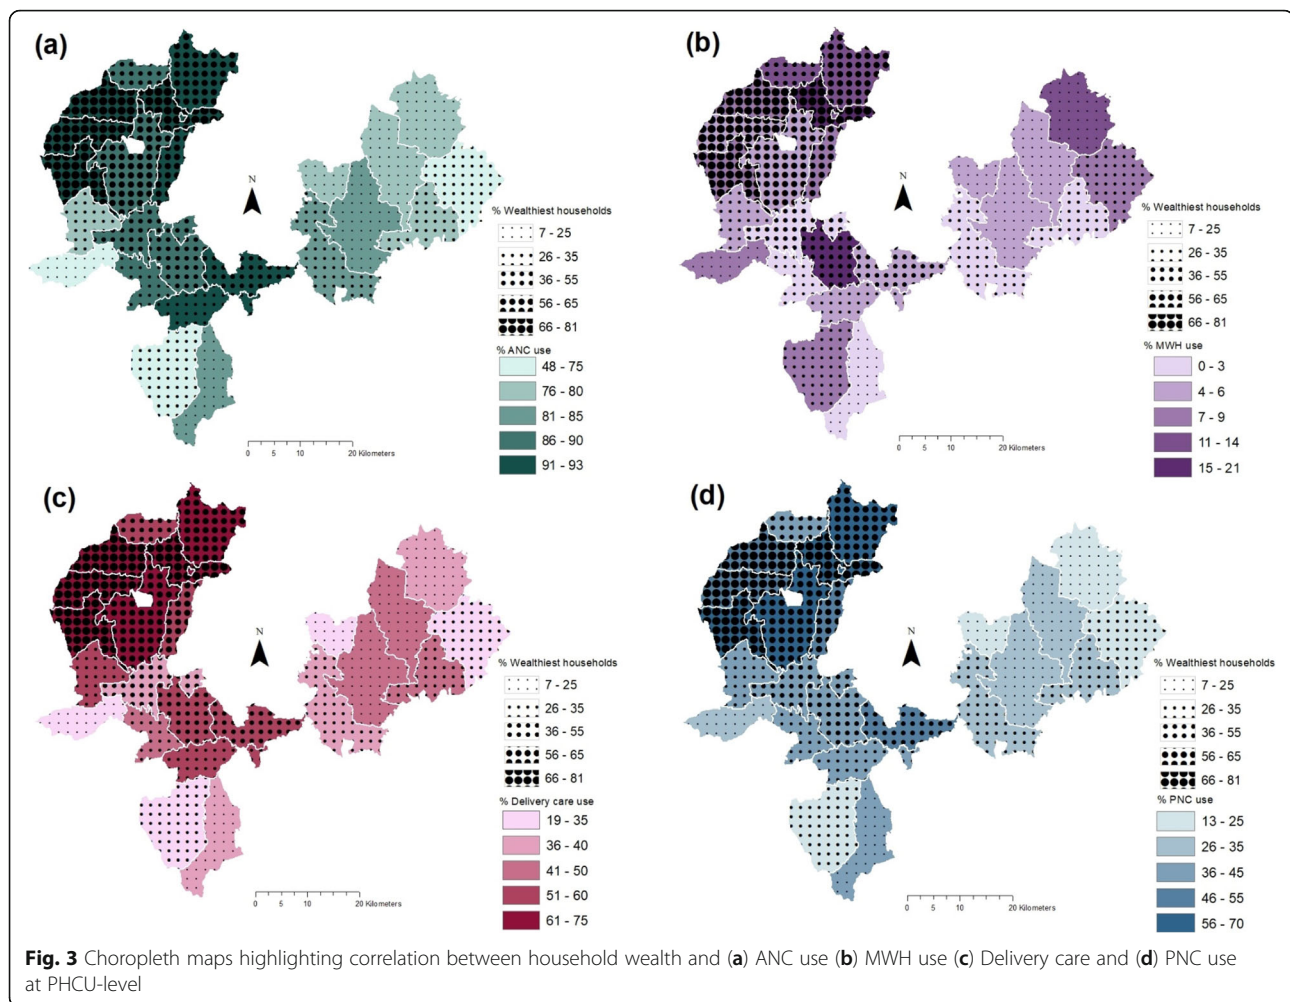 (a)
N
% Wealthiest households
7 - 25
26 - 35
36 - 55
56 - 65
66 - 81
% ANC use
48 - 75
76 - 80
81 - 85
86 - 90
91 - 93
0 5 10 20 Kilometers
(b)
N
% Wealthiest households
7 - 25
26 - 35
36 - 55
56 - 65
66 - 81
% MWH use
0 - 3
4 - 6
7 - 9
11 - 14
15 - 21
0 5 10 20 Kilometers
(c)
N
% Wealthiest households
7 - 25
26 - 35
36 - 55
56 - 65
66 - 81
% Delivery care use
19 - 35
36 - 40
41 - 50
51 - 60
61 - 75
0 5 10 20 Kilometers
(d)
N
% Wealthiest households
7 - 25
26 - 35
36 - 55
56 - 65
66 - 81
% PNC use
13 - 25
26 - 35
36 - 45
46 - 55
56 - 70
0 5 10 20 Kilometers
Fig. 3 Choropleth maps highlighting correlation between household wealth and (a) ANC use (b) MWH use (c) Delivery care and (d) PNC use
at PHCU-level